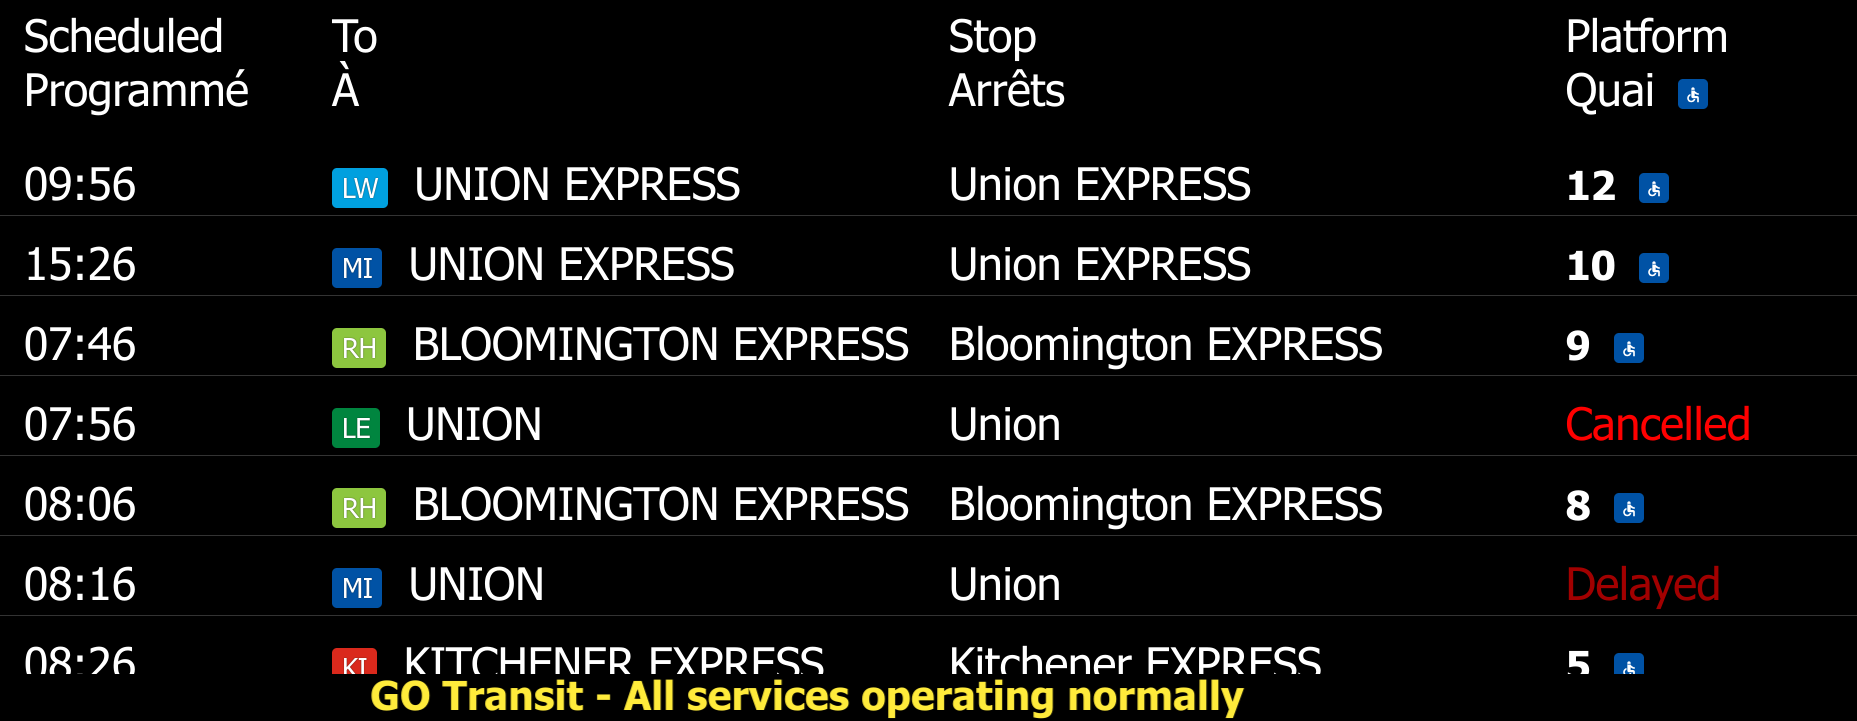 Scheduled To Stop Platform
Programmé À Arrêts Quai
09:56 LW UNION EXPRESS Union EXPRESS 12
15:26 MI UNION EXPRESS Union EXPRESS 10
07:46 RH BLOOMINGTON EXPRESS Bloomington EXPRESS 9
07:56 LE UNION Union Cancelled
08:06 RH BLOOMINGTON EXPRESS Bloomington EXPRESS 8
08:16 MI UNION Union Delayed
08:26 KI KITCHENER EXPRESS Kitchener EXPRESS 5
GO Transit - All services operating normally